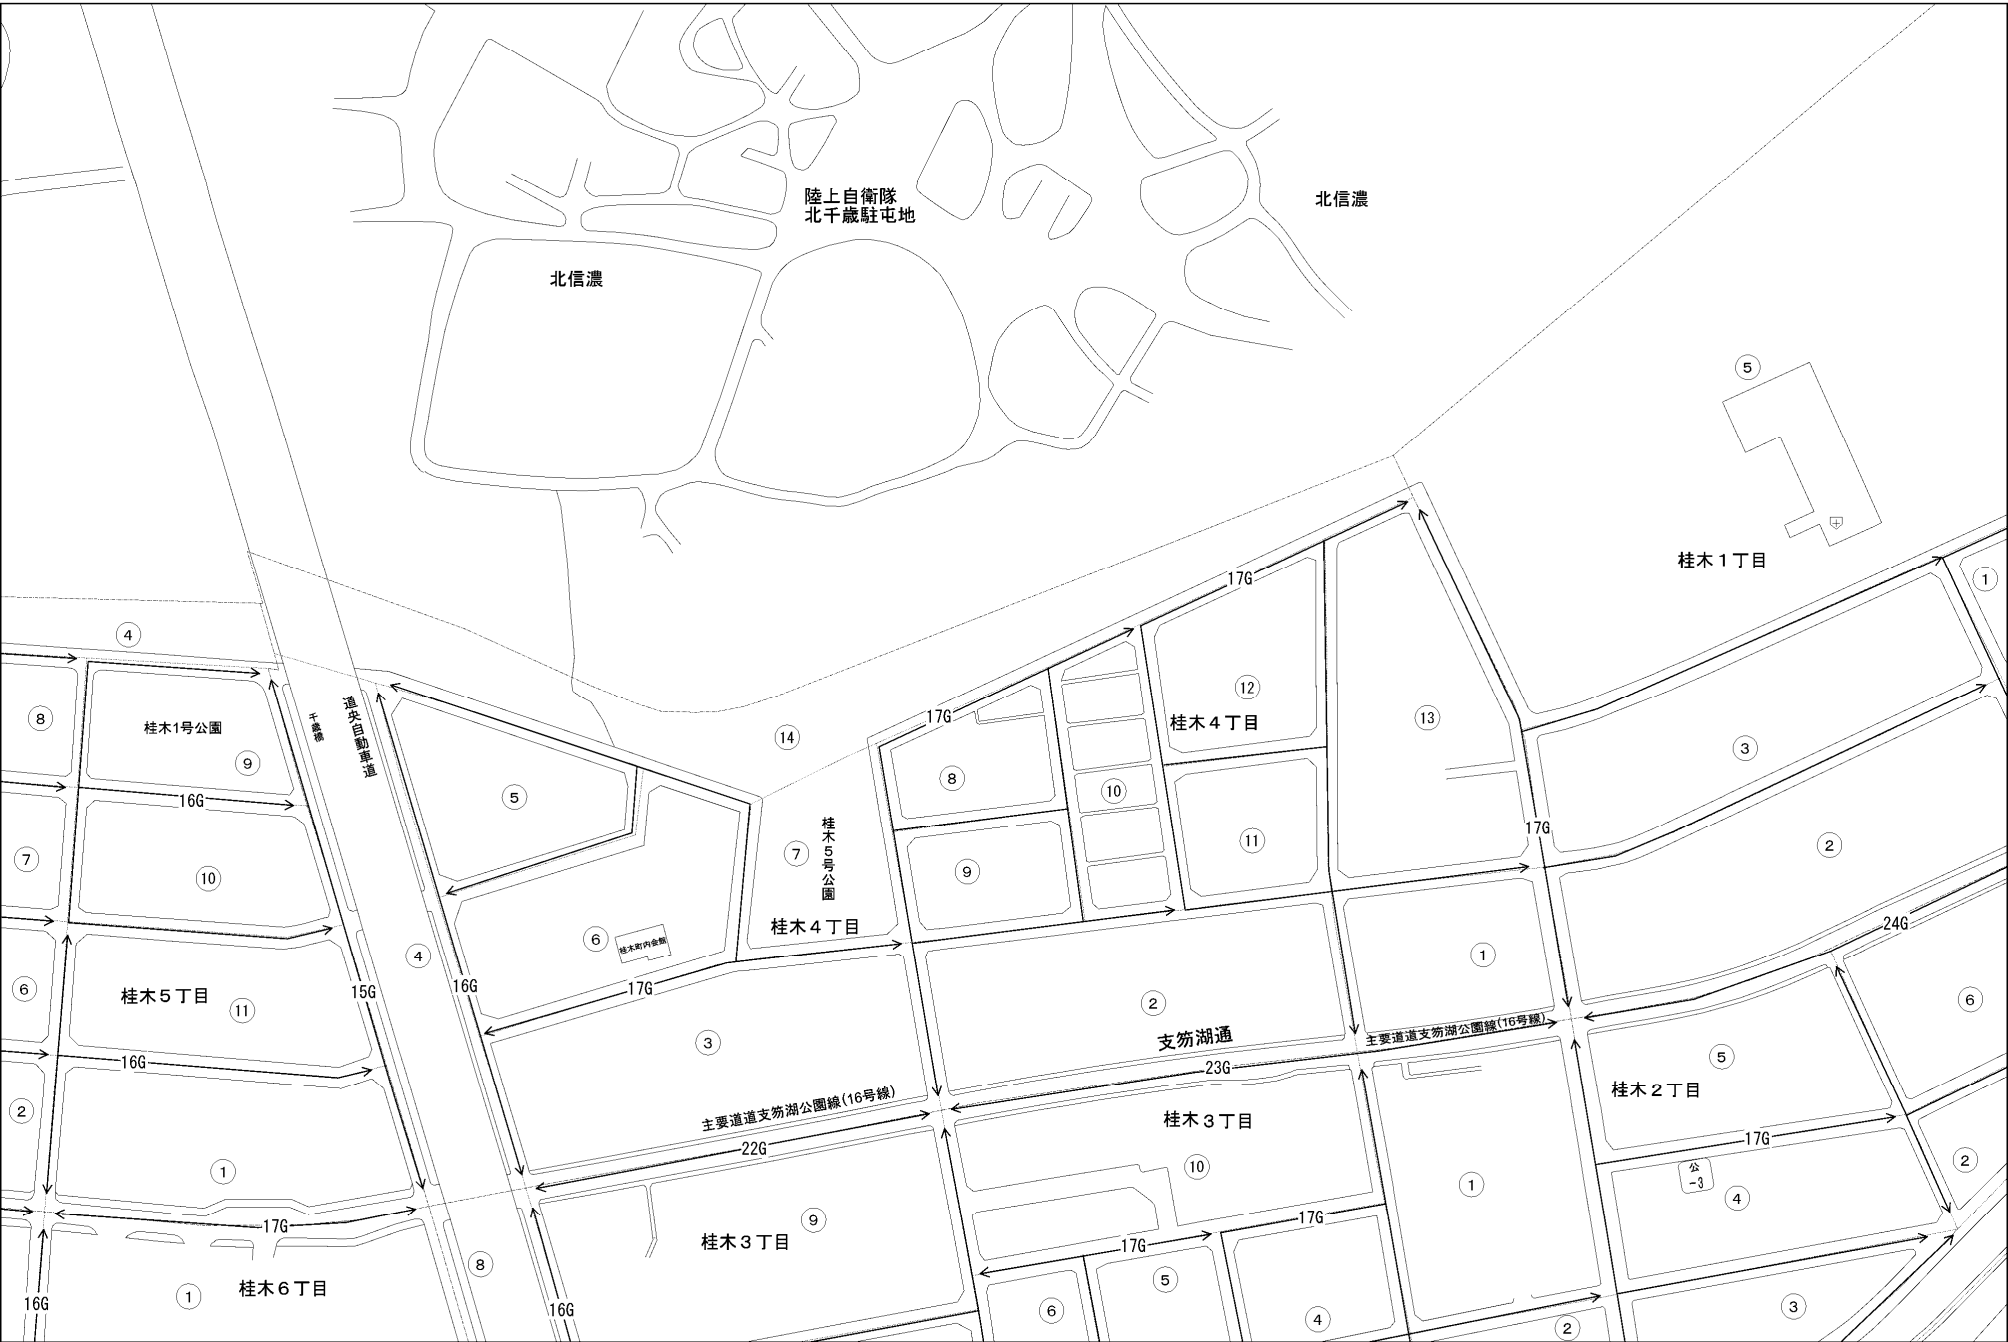 陸上自衛隊
北千歳駐屯地
北信濃
北信濃
⑤
桂木１丁目
①
④
⑧
桂木1号公園
千歳橋
道央自動車道
⑨
16G
⑤
⑭
17G
17G
⑫
桂木４丁目
⑬
③
⑧
⑩
⑦
桂木５号公園
⑪
17G
②
⑦
⑩
⑨
桂木４丁目
24G
⑥
桂木町内会館
④
①
⑥
桂木５丁目
⑪
15G
16G
17G
②
⑥
支笏湖通
主要道道支笏湖公園線(16号線)
③
16G
23G
⑤
桂木２丁目
②
主要道道支笏湖公園線(16号線)
桂木３丁目
22G
17G
①
⑩
①
公
-3
④
②
17G
⑨
桂木３丁目
17G
17G
⑧
桂木６丁目
①
⑤
16G
16G
⑥
④
③
②